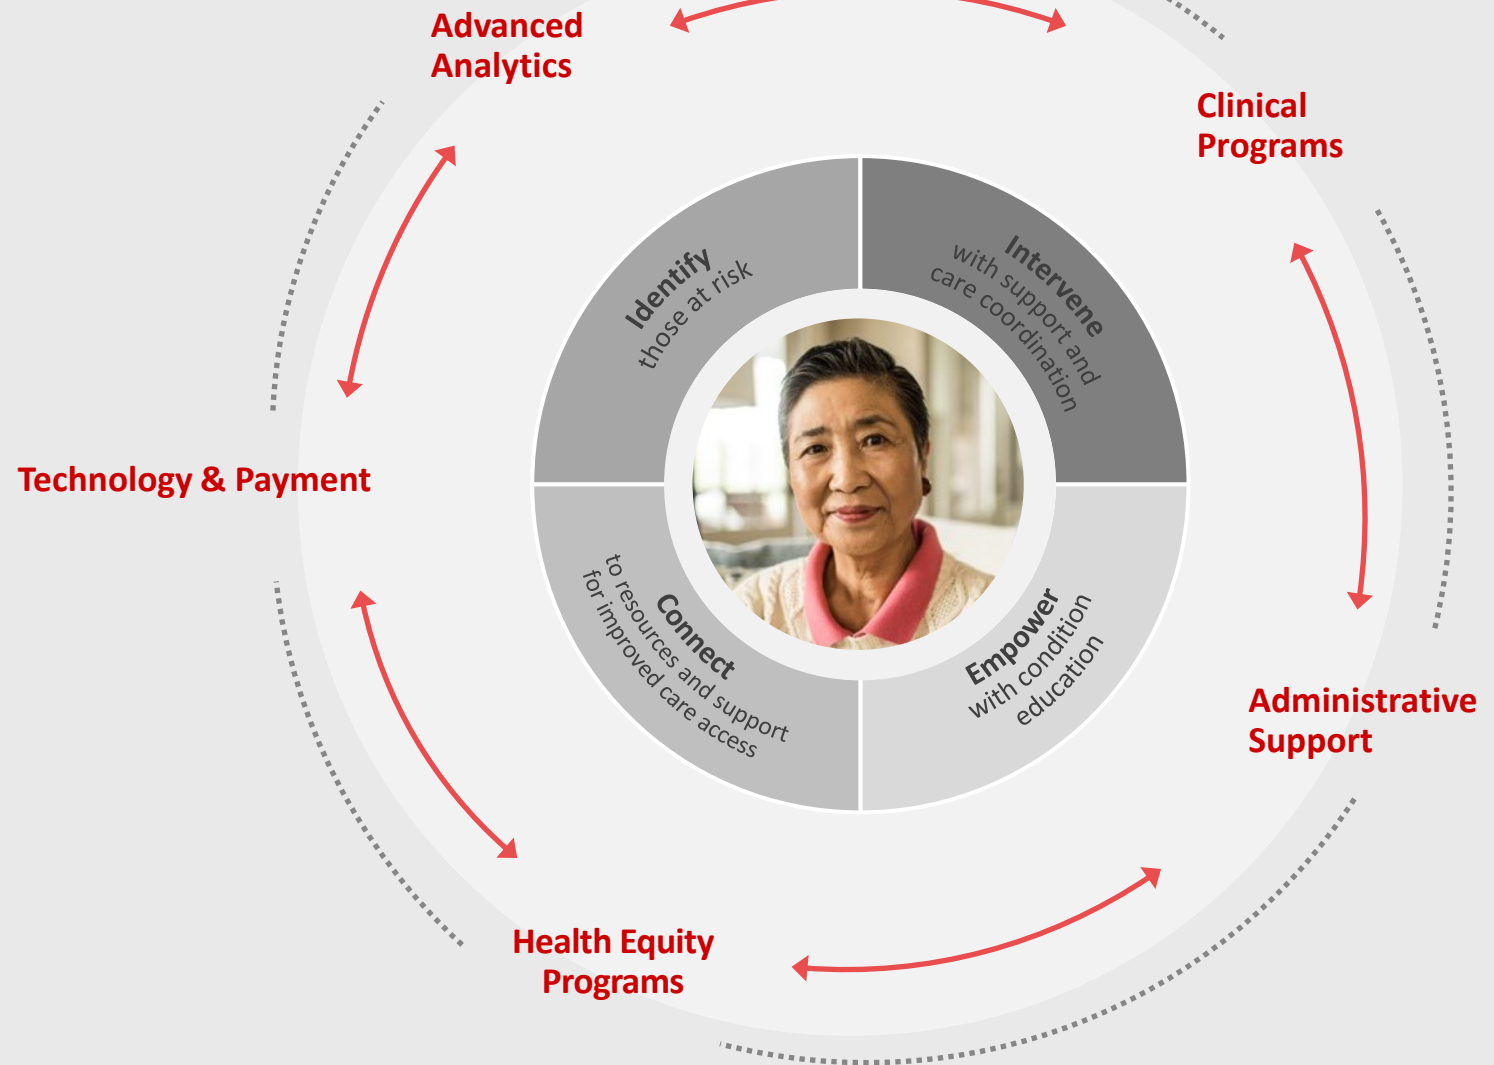 Advanced
Analytics
Clinical
Programs
Identify
those at risk
Intervene
with support and
care coordination
Technology & Payment
Connect
to resources and support
for improved care access
Empower
with condition
education
Administrative
Support
Health Equity
Programs